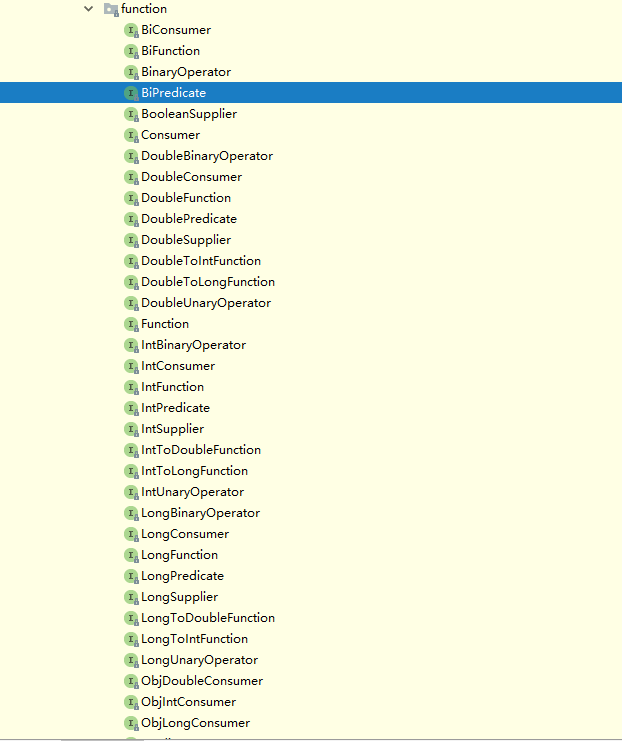 function
BiConsumer
BiFunction
BinaryOperator
BiPredicate
BooleanSupplier
Consumer
DoubleBinaryOperator
DoubleConsumer
DoubleFunction
DoublePredicate
DoubleSupplier
DoubleToIntFunction
DoubleToLongFunction
DoubleUnaryOperator
Function
IntBinaryOperator
IntConsumer
IntFunction
IntPredicate
IntSupplier
IntToDoubleFunction
IntToLongFunction
IntUnaryOperator
LongBinaryOperator
LongConsumer
LongFunction
LongPredicate
LongSupplier
LongToDoubleFunction
LongToIntFunction
LongUnaryOperator
ObjDoubleConsumer
ObjIntConsumer
ObjLongConsumer